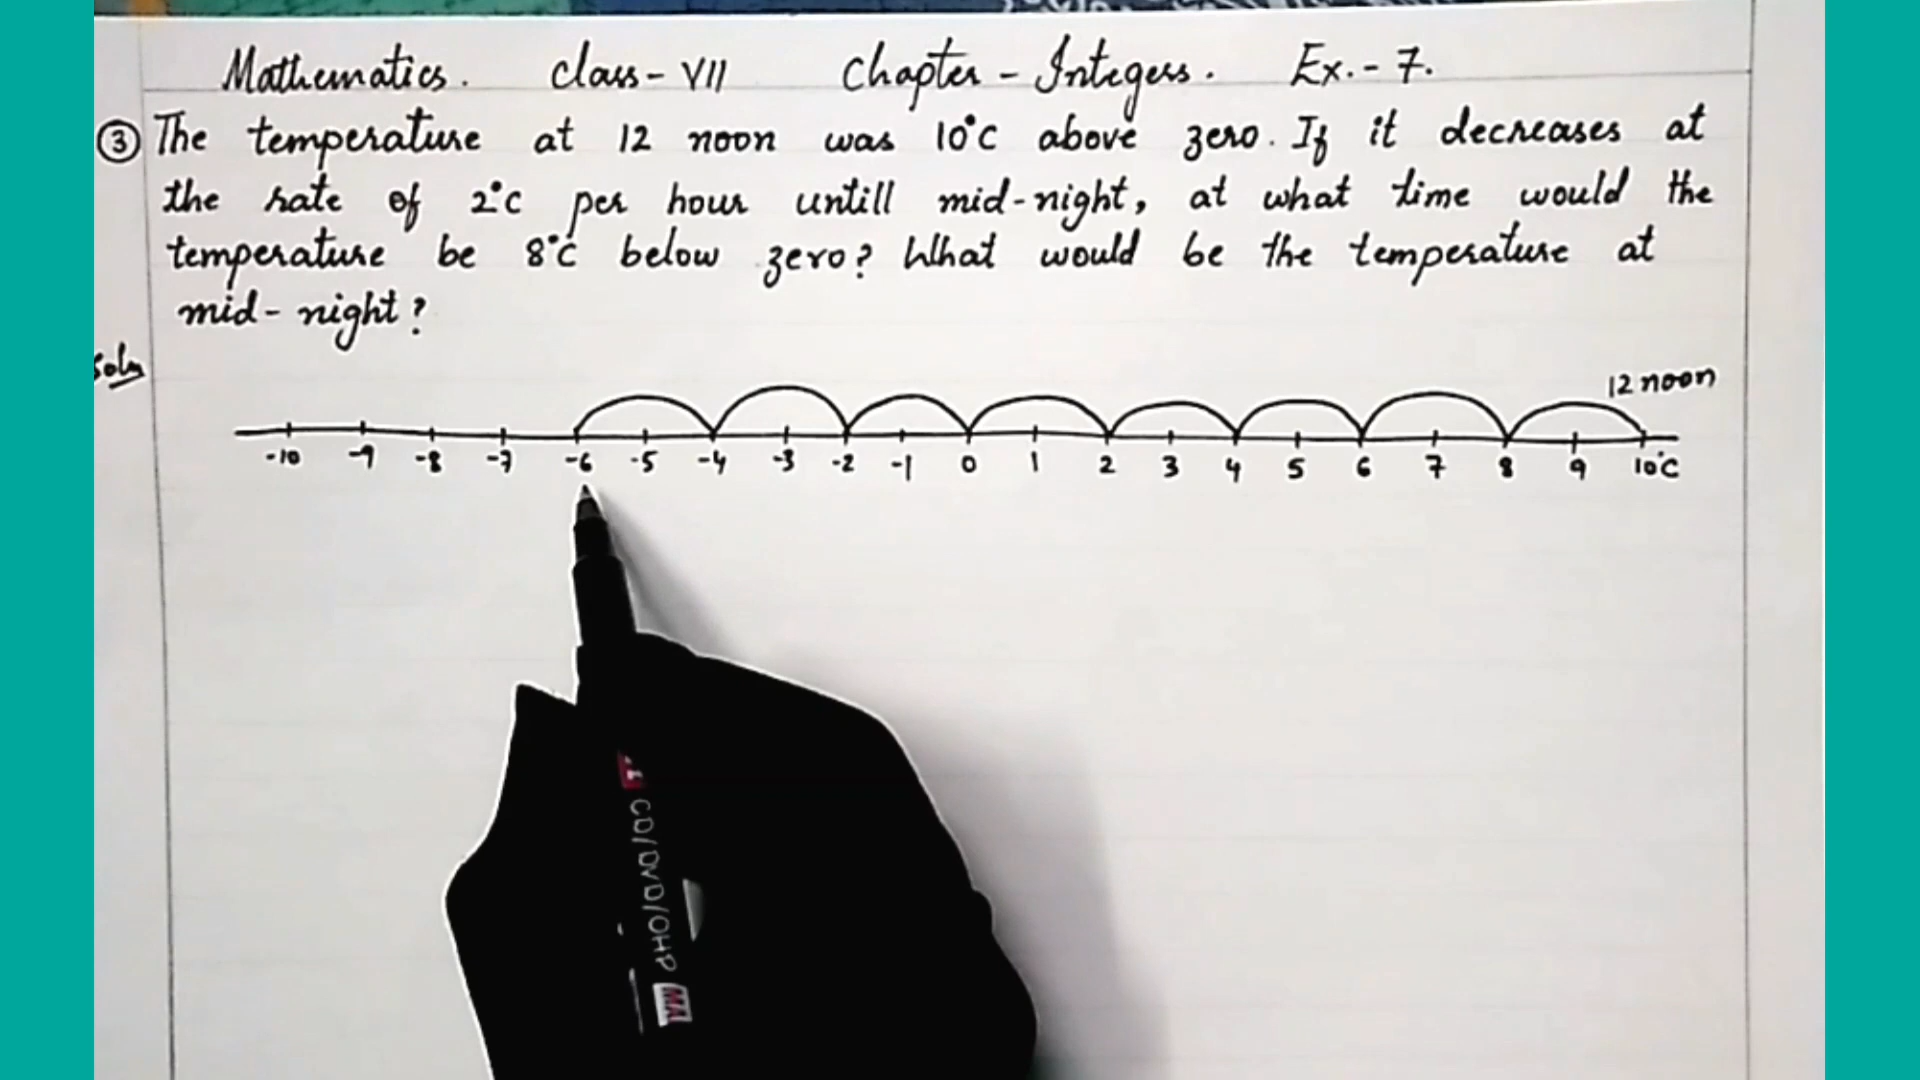 Mathematics. Class-VII Chapter - Integers. Ex.-7.
③ The temperature at 12 noon was 10°C above zero. If it decreases at
the rate of 2°C per hour untill mid-night, at what time would the
temperature be 8°C below zero? What would be the temperature at
mid-night?
Soln
12 noon
-10 -9 -8 -7 -6 -5 -4 -3 -2 -1 0 1 2 3 4 5 6 7 8 9 10°C
CD/DVD/OHP